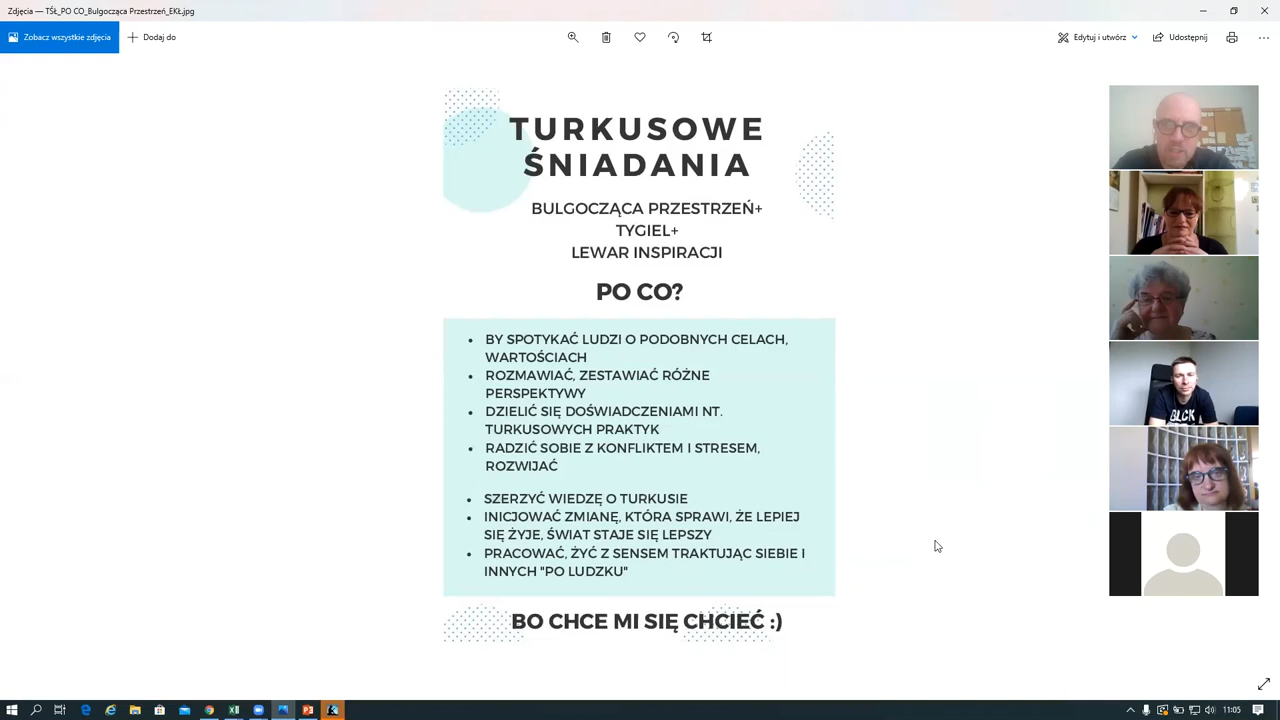 Zdjęcia — TŚŁ_PO CO_Bulgocząca Przestrzeń_EKŁ.jpg
Zobacz wszystkie zdjęcia
Dodaj do
Edytuj i utwórz
Udostępnij
TURKUSOWE
ŚNIADANIA
BULGOCZĄCA PRZESTRZEŃ+
TYGIEL+
LEWAR INSPIRACJI
PO CO?
• BY SPOTYKAĆ LUDZI O PODOBNYCH CELACH,
WARTOŚCIACH
• ROZMAWIAĆ, ZESTAWIAĆ RÓŻNE
PERSPEKTYWY
• DZIELIĆ SIĘ DOŚWIADCZENIAMI NT.
TURKUSOWYCH PRAKTYK
• RADZIĆ SOBIE Z KONFLIKTEM I STRESEM,
ROZWIJAĆ
• SZERZYĆ WIEDZĘ O TURKUSIE
• INICJOWAĆ ZMIANĘ, KTÓRA SPRAWI, ŻE LEPIEJ
SIĘ ŻYJE, ŚWIAT STAJE SIĘ LEPSZY
• PRACOWAĆ, ŻYĆ Z SENSEM TRAKTUJĄC SIEBIE I
INNYCH "PO LUDZKU"
BO CHCE MI SIĘ CHCIEĆ :)
BLCK
11:05